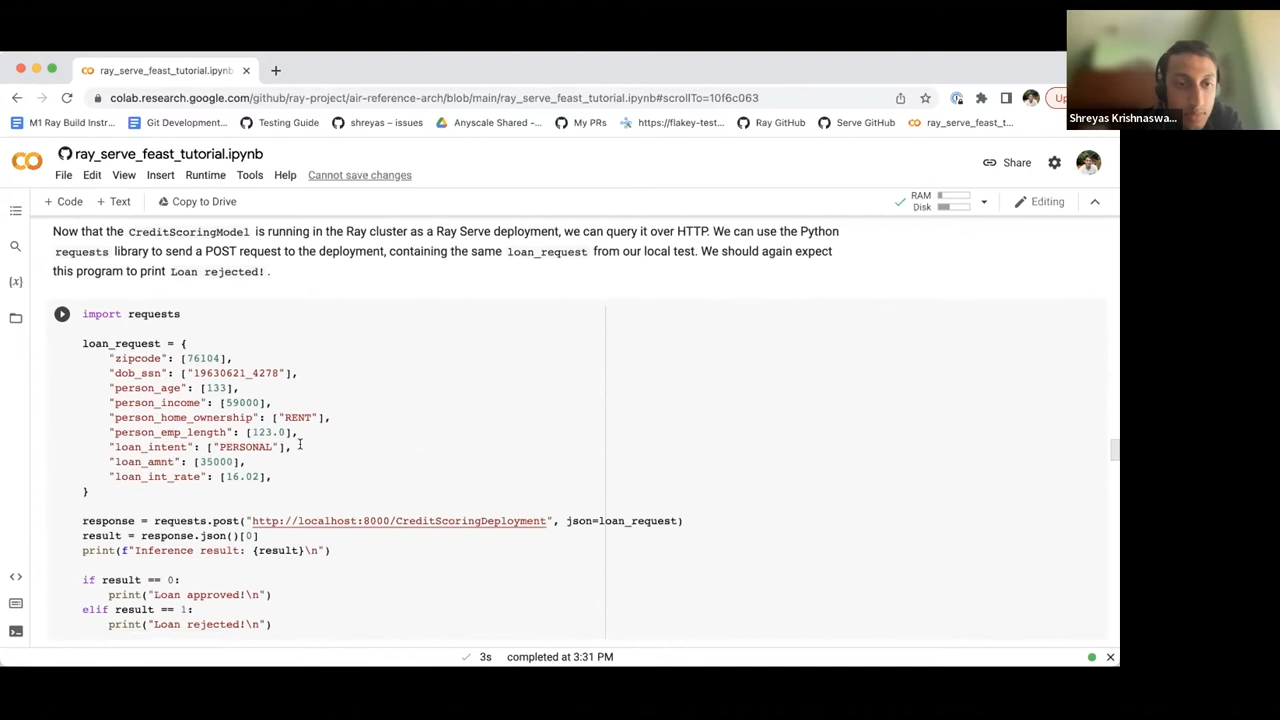 ray_serve_feast_tutorial.ipynb
colab.research.google.com/github/ray-project/air-reference-arch/blob/main/ray_serve_feast_tutorial.ipynb#scrollTo=10f6c063
M1 Ray Build Instr...
Git Development...
Testing Guide
shreyas – issues
Anyscale Shared -...
My PRs
https://flakey-test...
Ray GitHub
Serve GitHub
ray_serve_feast_t...
Shreyas Krishnaswa...
ray_serve_feast_tutorial.ipynb
File Edit View Insert Runtime Tools Help Cannot save changes
Share
+ Code + Text Copy to Drive
RAM
Disk
Editing
Now that the CreditScoringModel is running in the Ray cluster as a Ray Serve deployment, we can query it over HTTP. We can use the Python
requests library to send a POST request to the deployment, containing the same loan_request from our local test. We should again expect
this program to print Loan rejected!.
import requests
loan_request = {
"zipcode": [76104],
"dob_ssn": ["19630621_4278"],
"person_age": [133],
"person_income": [59000],
"person_home_ownership": ["RENT"],
"person_emp_length": [123.0],
"loan_intent": ["PERSONAL"],
"loan_amnt": [35000],
"loan_int_rate": [16.02],
}
response = requests.post("http://localhost:8000/CreditScoringDeployment", json=loan_request)
result = response.json()[0]
print(f"Inference result: {result}\n")
if result == 0:
print("Loan approved!\n")
elif result == 1:
print("Loan rejected!\n")
3s completed at 3:31 PM